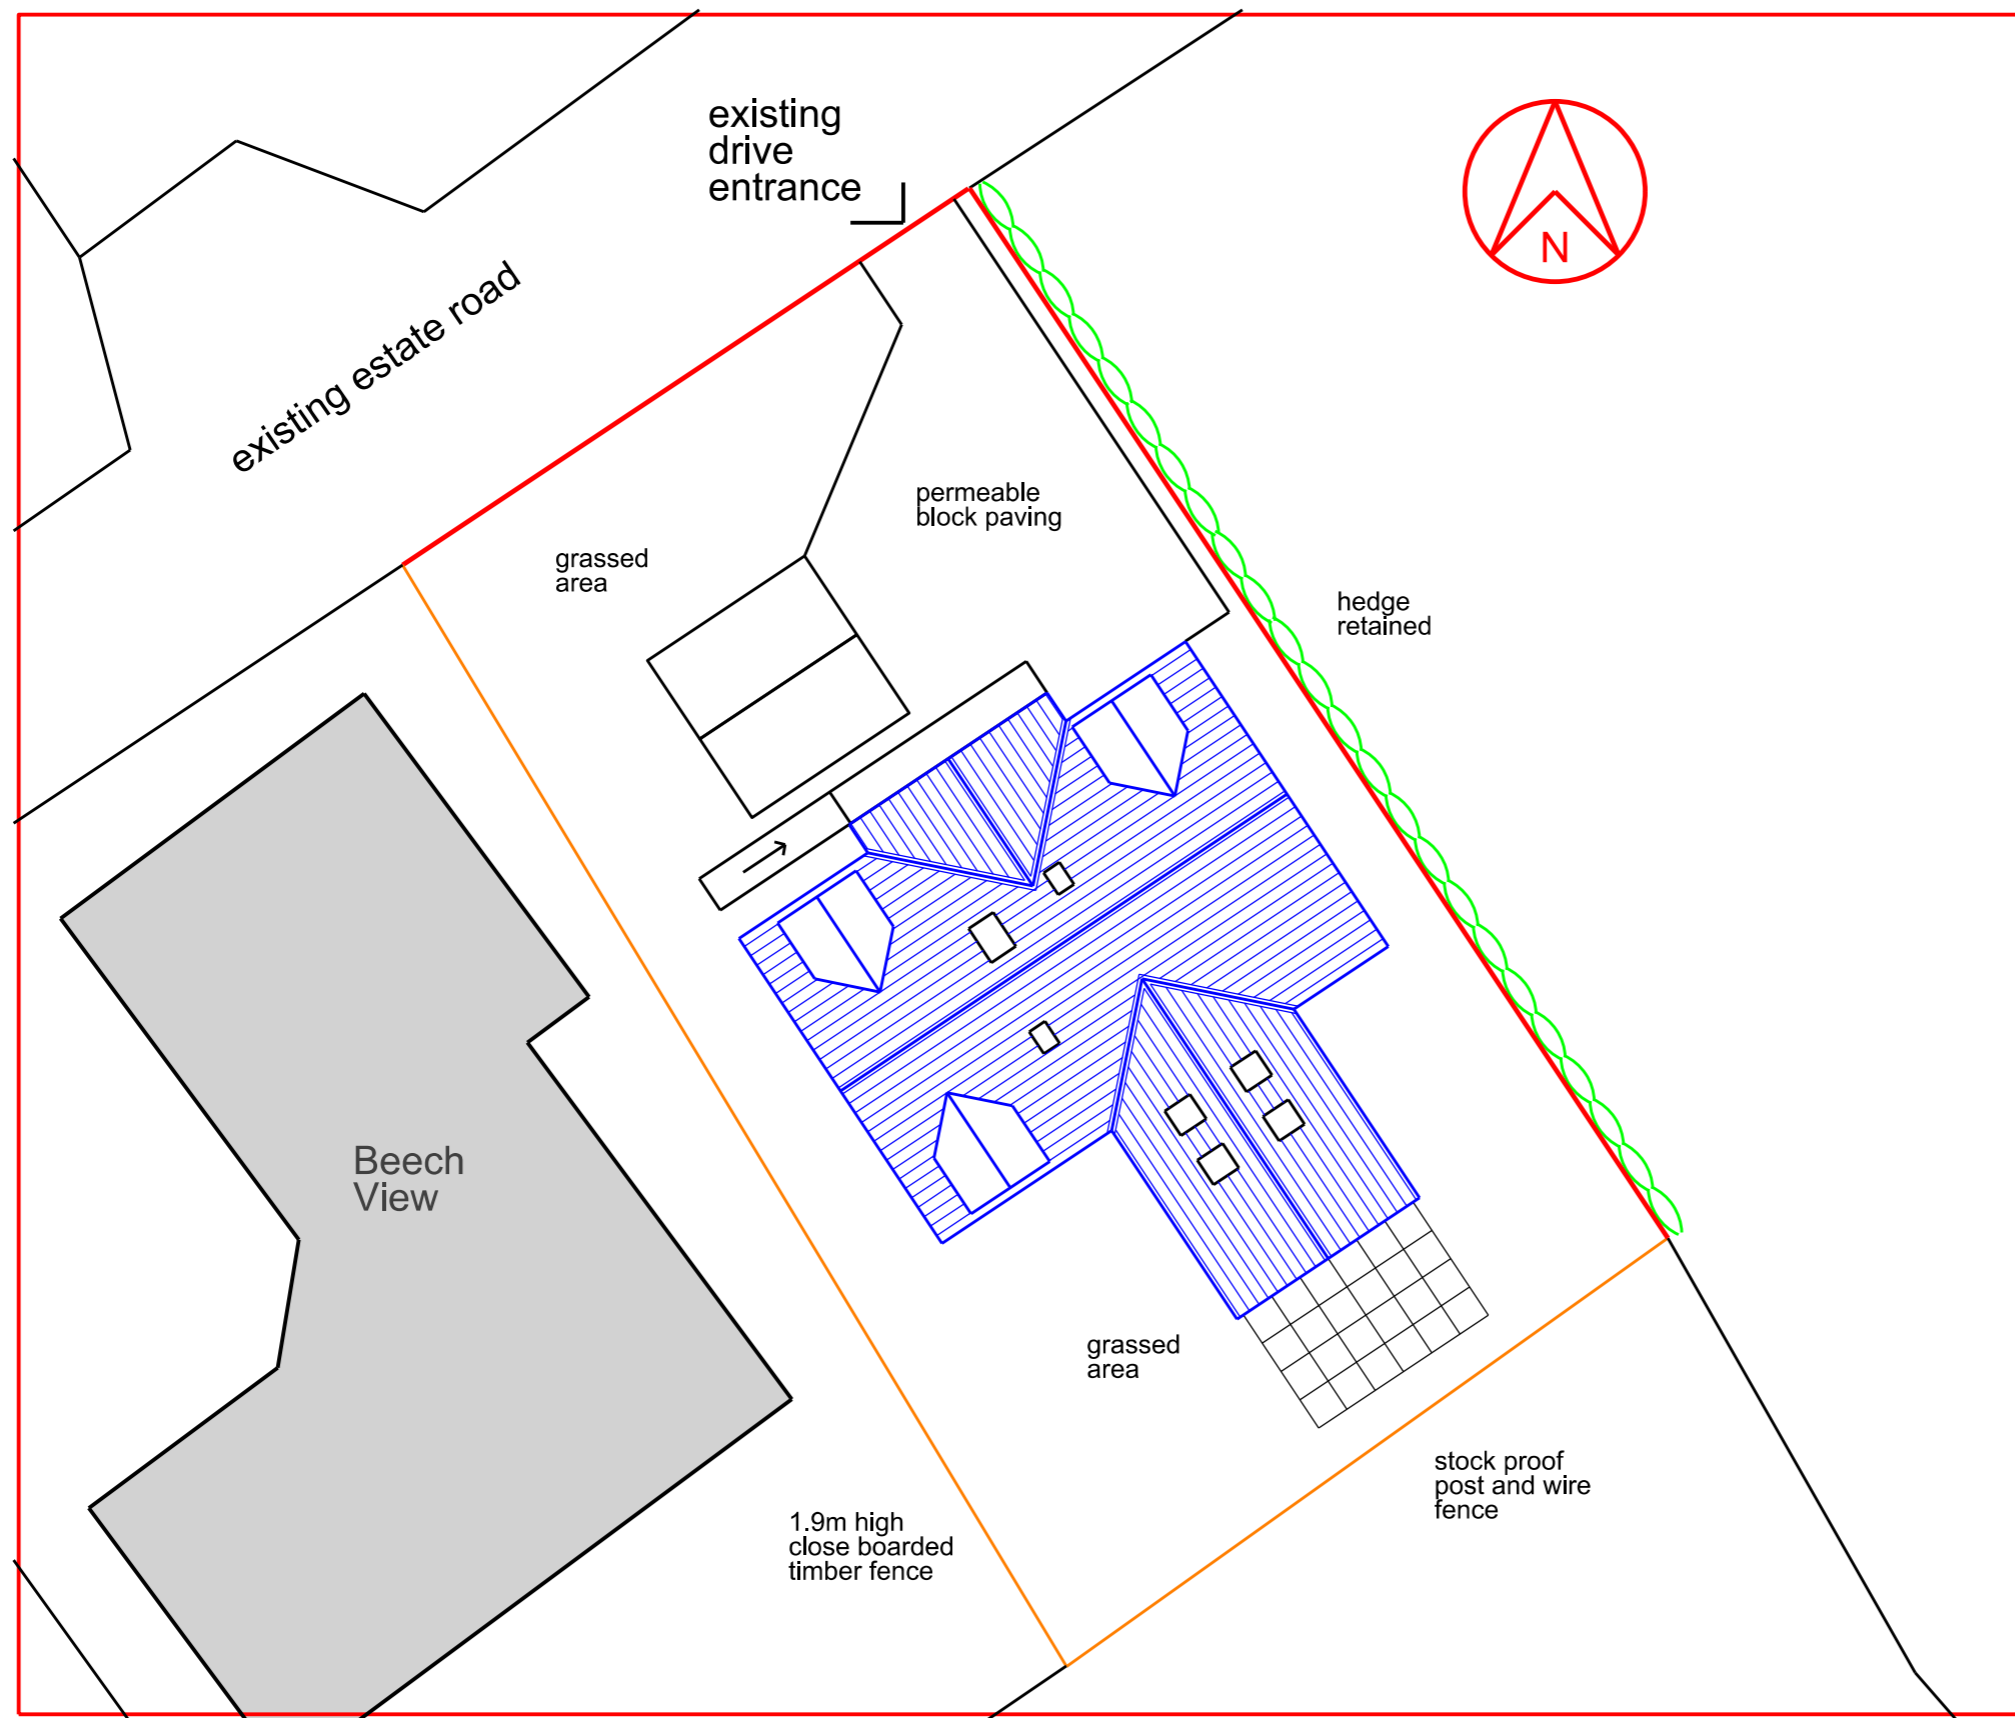 existing
drive
entrance
N
existing estate road
permeable
block paving
grassed
area
hedge
retained
Beech
View
grassed
area
stock proof
post and wire
fence
1.9m high
close boarded
timber fence